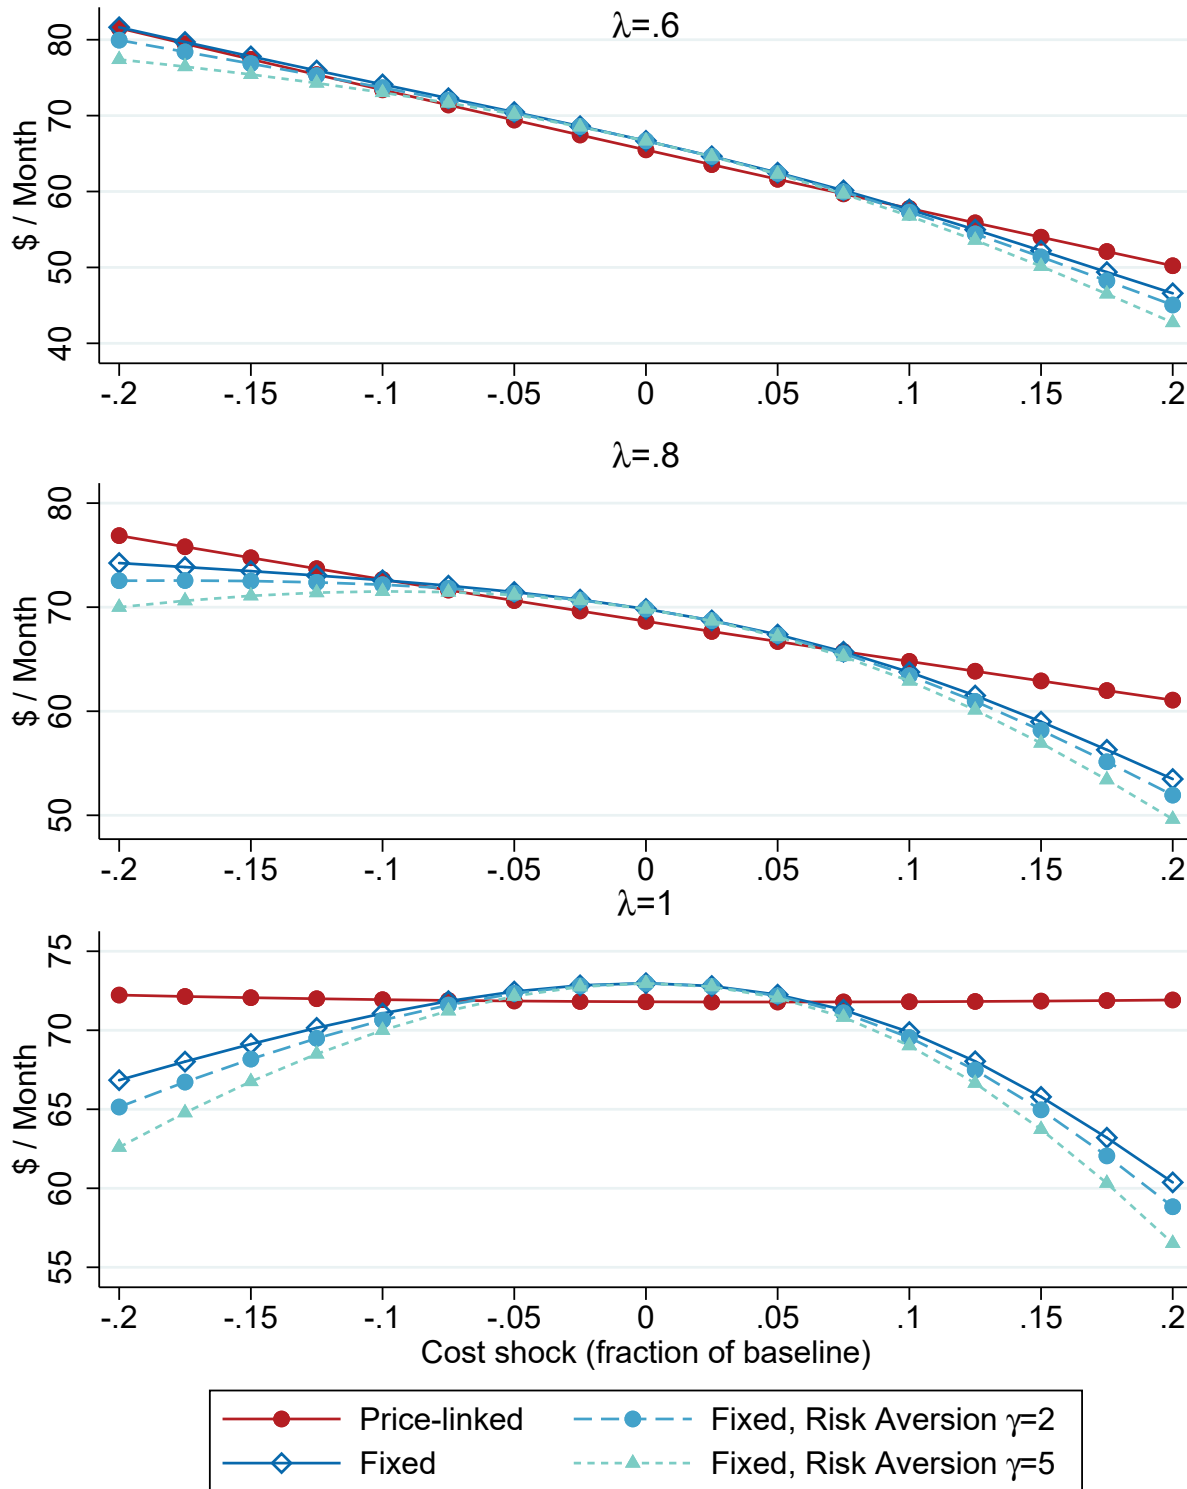 λ=.6
80
70
60
50
40
$ / Month
-.2 -.15 -.1 -.05 0 .05 .1 .15 .2
λ=.8
80
70
60
50
$ / Month
-.2 -.15 -.1 -.05 0 .05 .1 .15 .2
λ=1
75
70
65
60
55
$ / Month
-.2 -.15 -.1 -.05 0 .05 .1 .15 .2
Cost shock (fraction of baseline)
Price-linked Fixed, Risk Aversion γ=2
Fixed Fixed, Risk Aversion γ=5